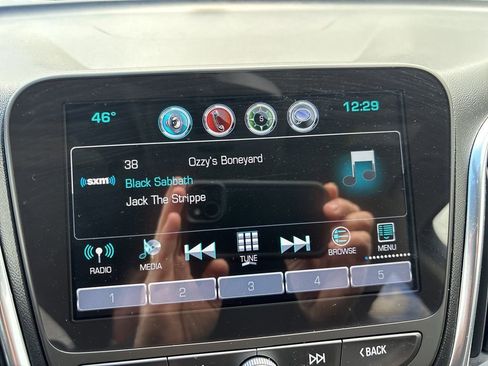 46°
12:29
S
38 Ozzy's Boneyard
((sxm))
Black Sabbath
Jack The Strippe
RADIO
MEDIA
TUNE
BROWSE
MENU
1
2
3
4
5
BACK